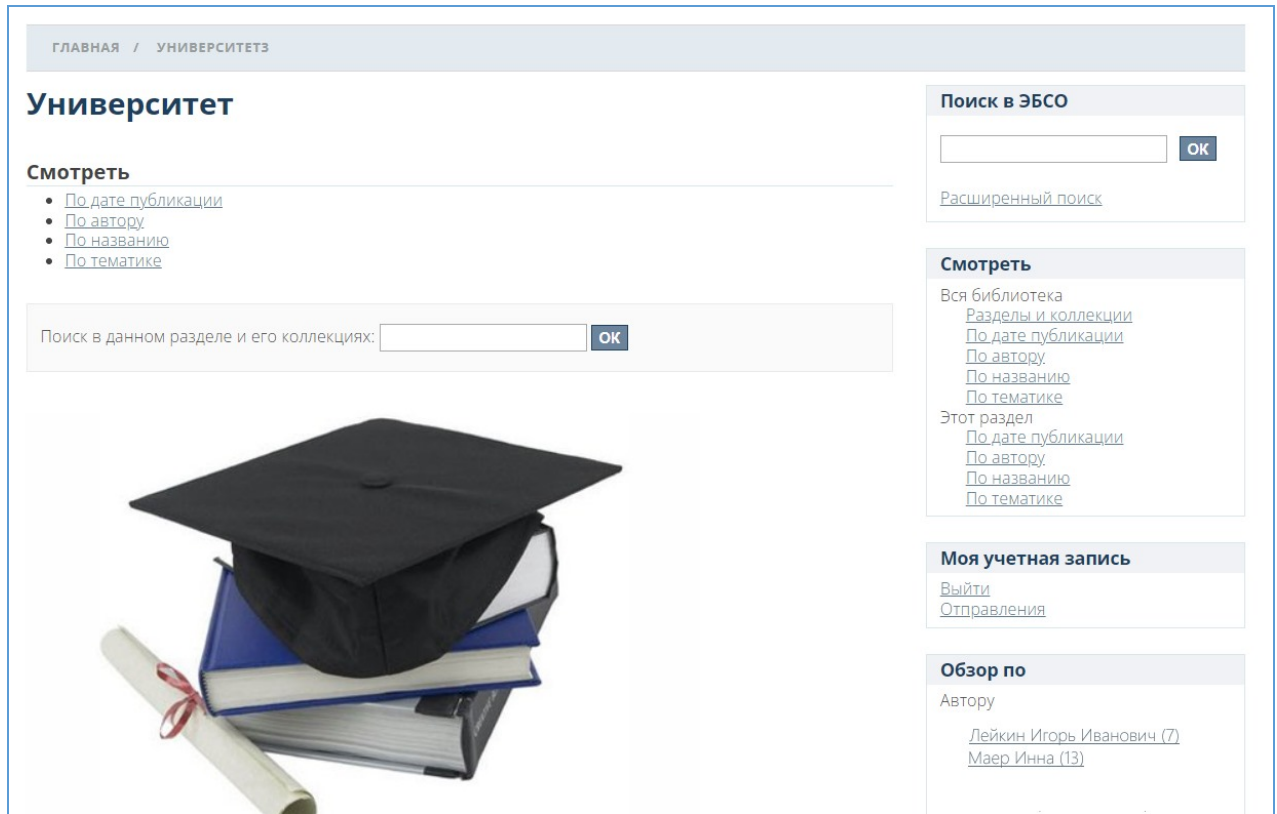 ГЛАВНАЯ / УНИВЕРСИТЕТЗ
Университет
Смотреть
По дате публикации
По автору
По названию
По тематике
Поиск в данном разделе и его коллекциях: ОК
Поиск в ЭБСО
ОК
Расширенный поиск
Смотреть
Вся библиотека
Разделы и коллекции
По дате публикации
По автору
По названию
По тематике
Этот раздел
По дате публикации
По автору
По названию
По тематике
Моя учетная запись
Выйти
Отправления
Обзор по
Автору
Лейкин Игорь Иванович (7)
Маер Инна (13)